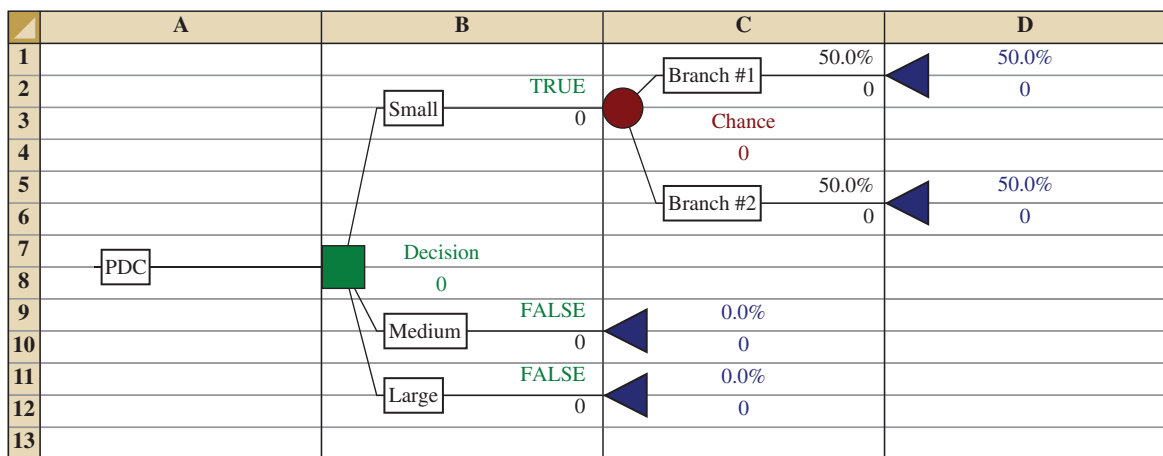 A B C D
1 50.0% 50.0%
Branch #1
2 TRUE 0 0
Small
3 0 Chance
4 0
5 50.0% 50.0%
Branch #2
6 0 0
7 Decision
PDC
8 0
9 FALSE 0.0%
Medium
10 0 0
11 FALSE 0.0%
Large
12 0 0
13